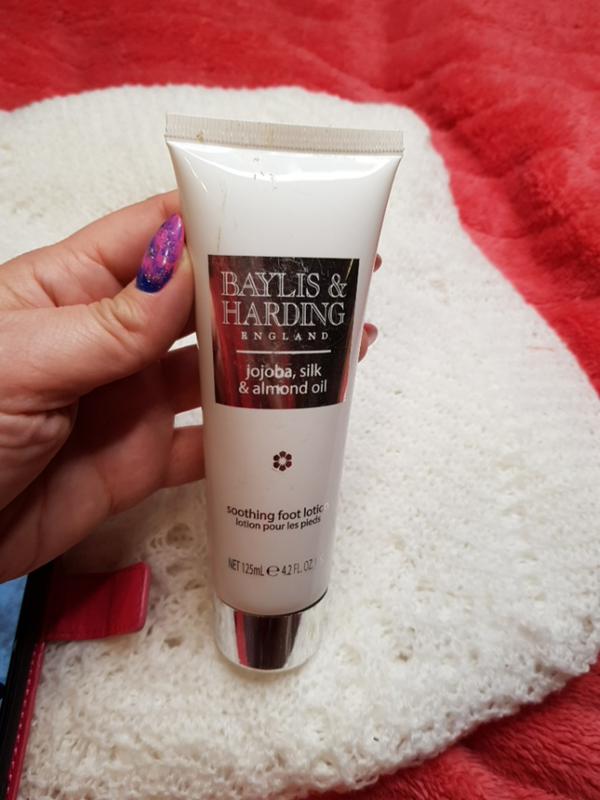 BAYLIS &
HARDING
ENGLAND
jojoba, silk
& almond oil
soothing foot lotion
lotion pour les pieds
NET 125mL ℮ 4.2 FL. OZ.